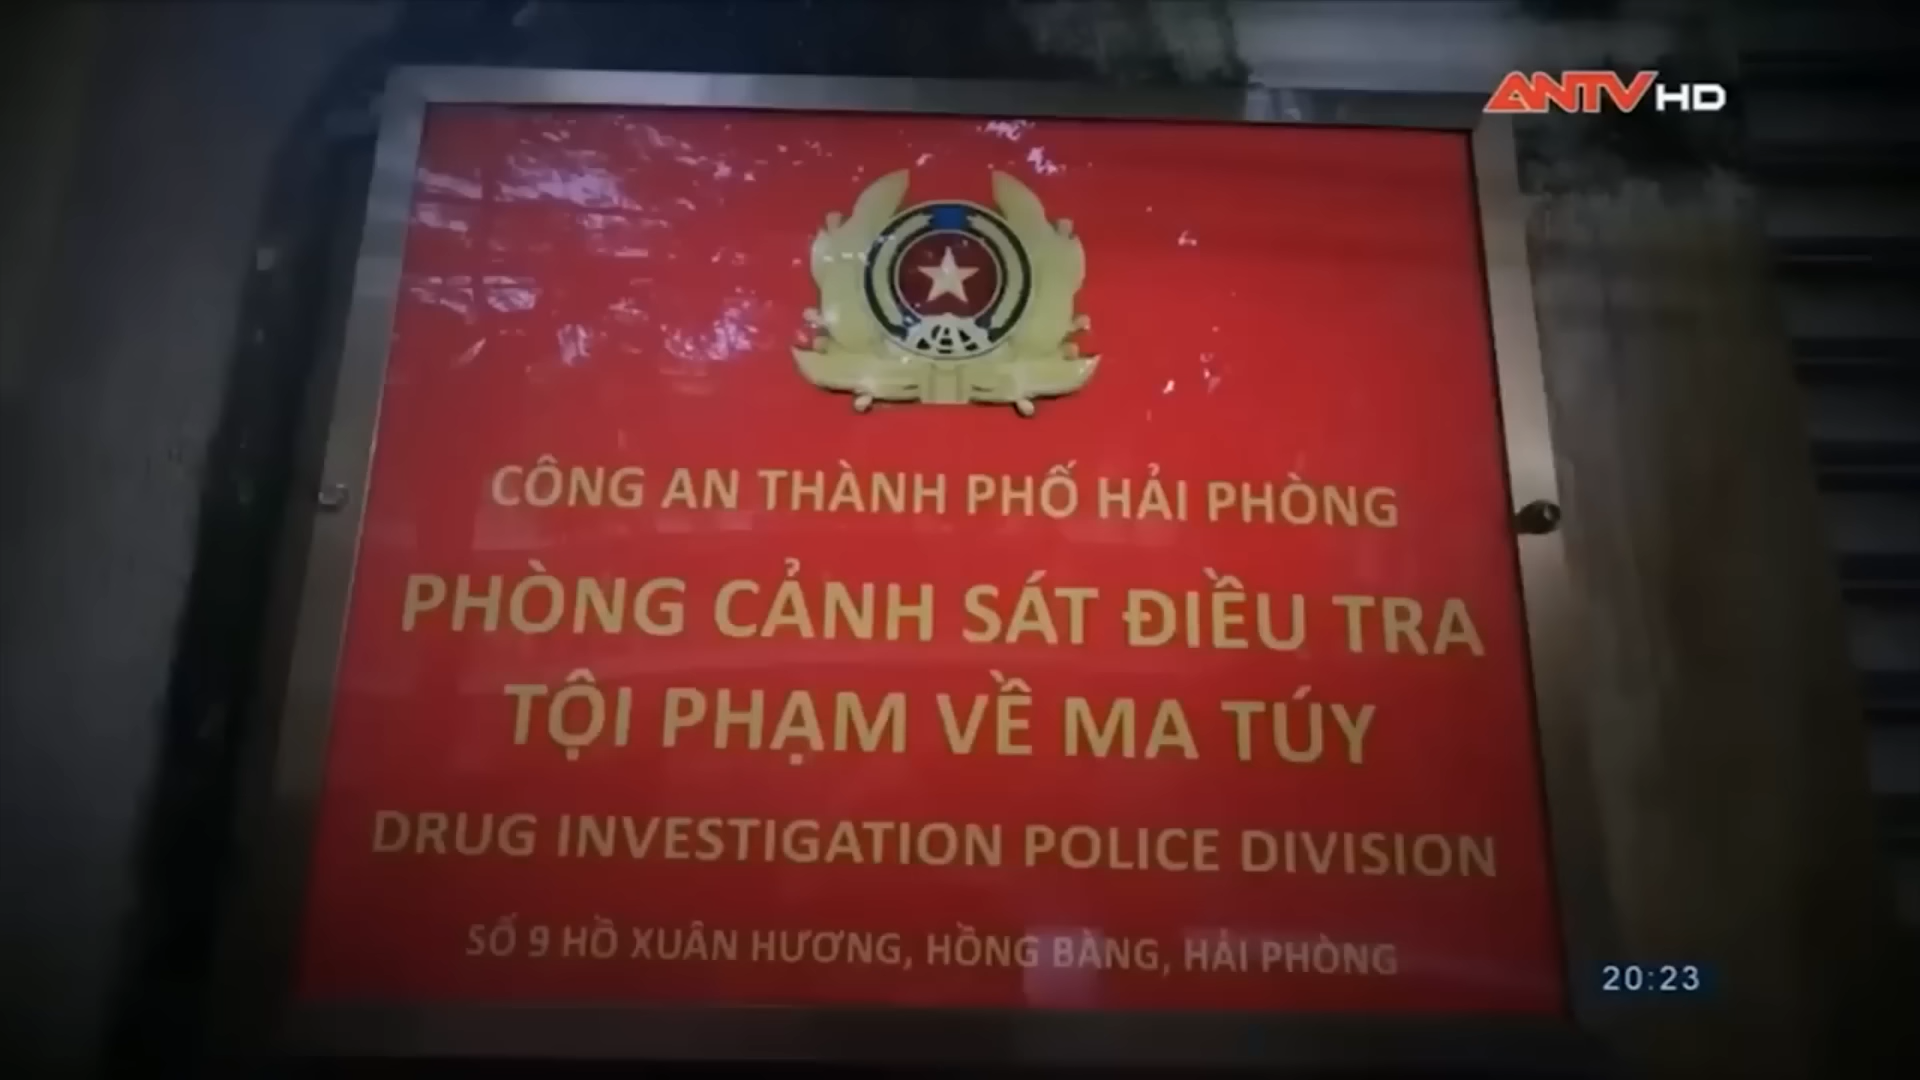 ANTV HD
CÔNG AN THÀNH PHỐ HẢI PHÒNG
PHÒNG CẢNH SÁT ĐIỀU TRA
TỘI PHẠM VỀ MA TÚY
DRUG INVESTIGATION POLICE DIVISION
SỐ 9 HỒ XUÂN HƯƠNG, HỒNG BÀNG, HẢI PHÒNG
20:23